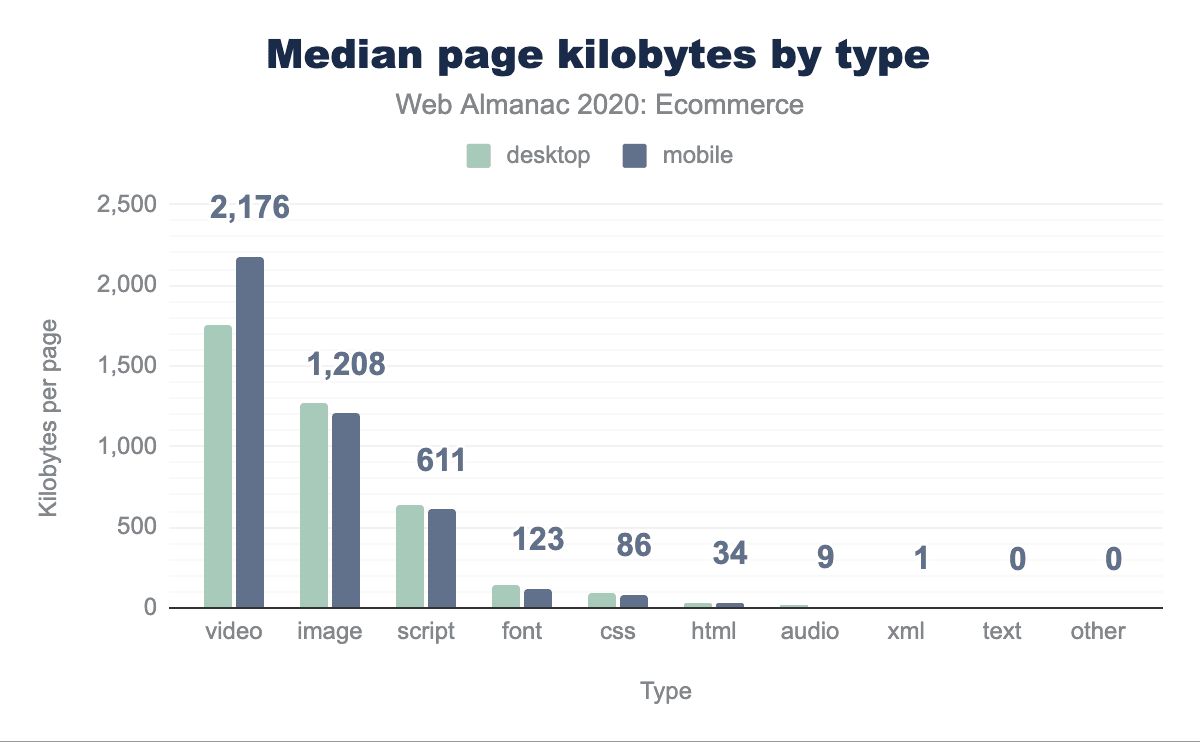 Median page kilobytes by type
Web Almanac 2020: Ecommerce
desktop mobile
Kilobytes per page
2,500
2,000
1,500
1,000
500
0
2,176
1,208
611
123
86
34
9
1
0
0
video image script font css html audio xml text other
Type